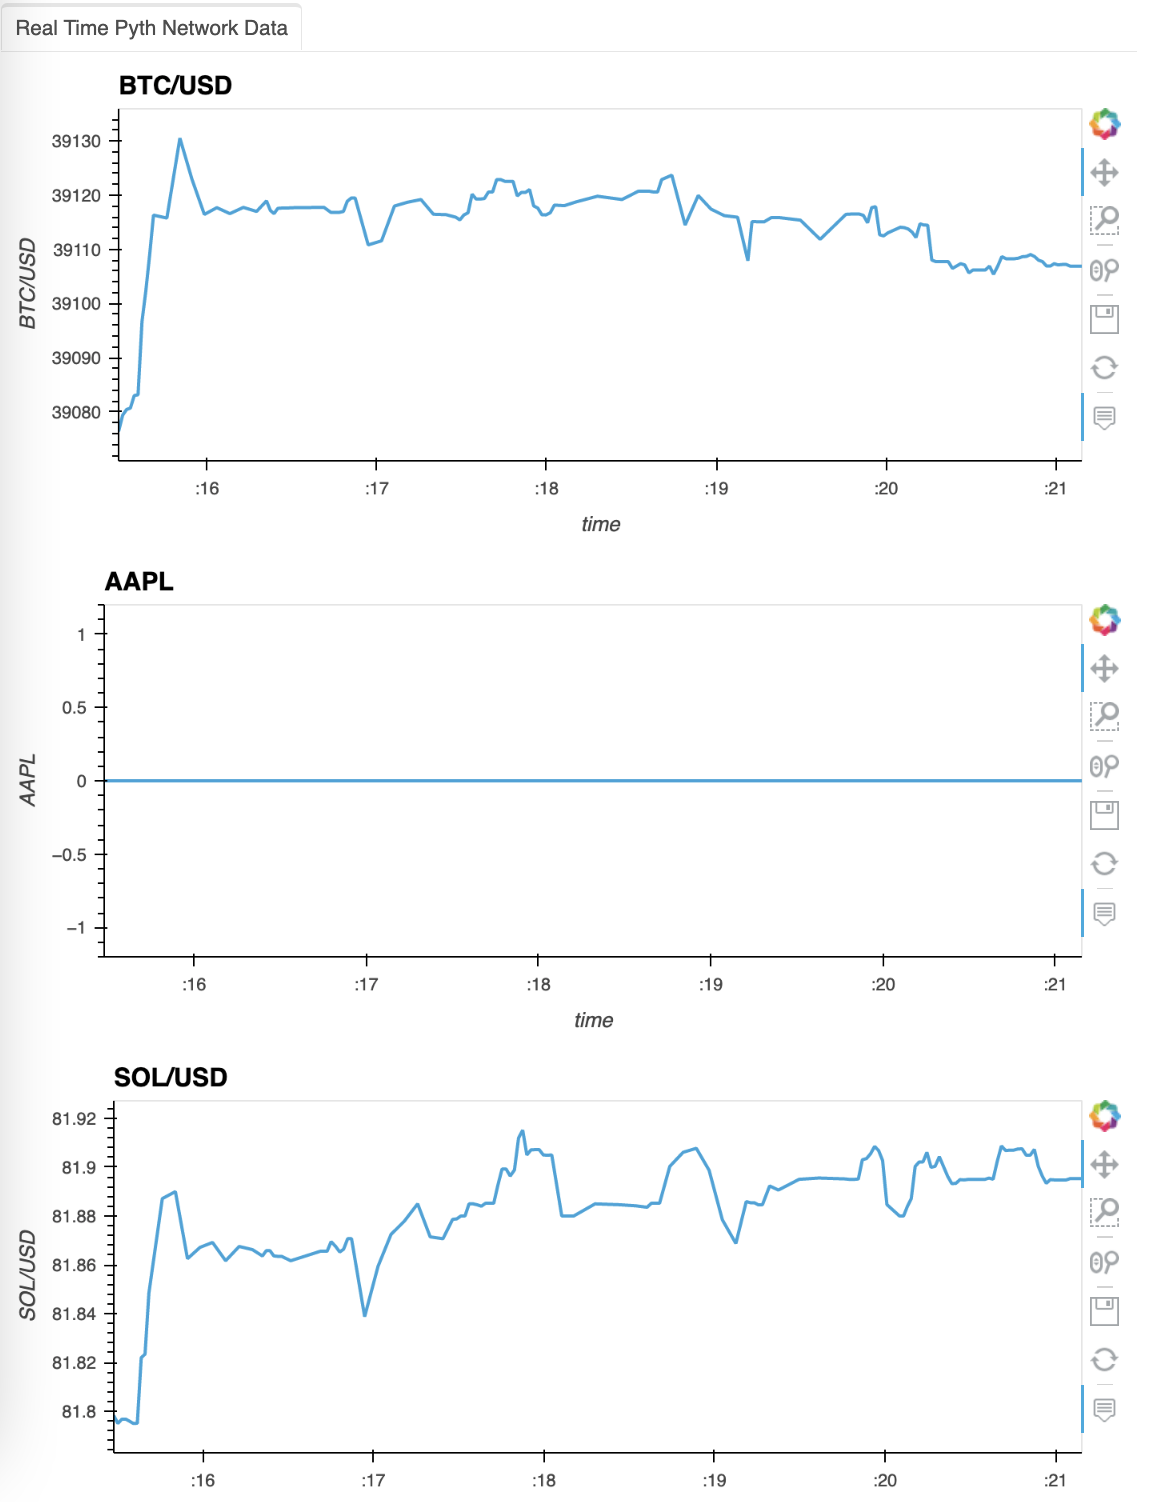 Real Time Pyth Network Data
BTC/USD
39130
39120
39110
39100
39090
39080
BTC/USD
:16 :17 :18 :19 :20 :21
time
AAPL
1
0.5
0
−0.5
−1
AAPL
:16 :17 :18 :19 :20 :21
time
SOL/USD
81.92
81.9
81.88
81.86
81.84
81.82
81.8
SOL/USD
:16 :17 :18 :19 :20 :21